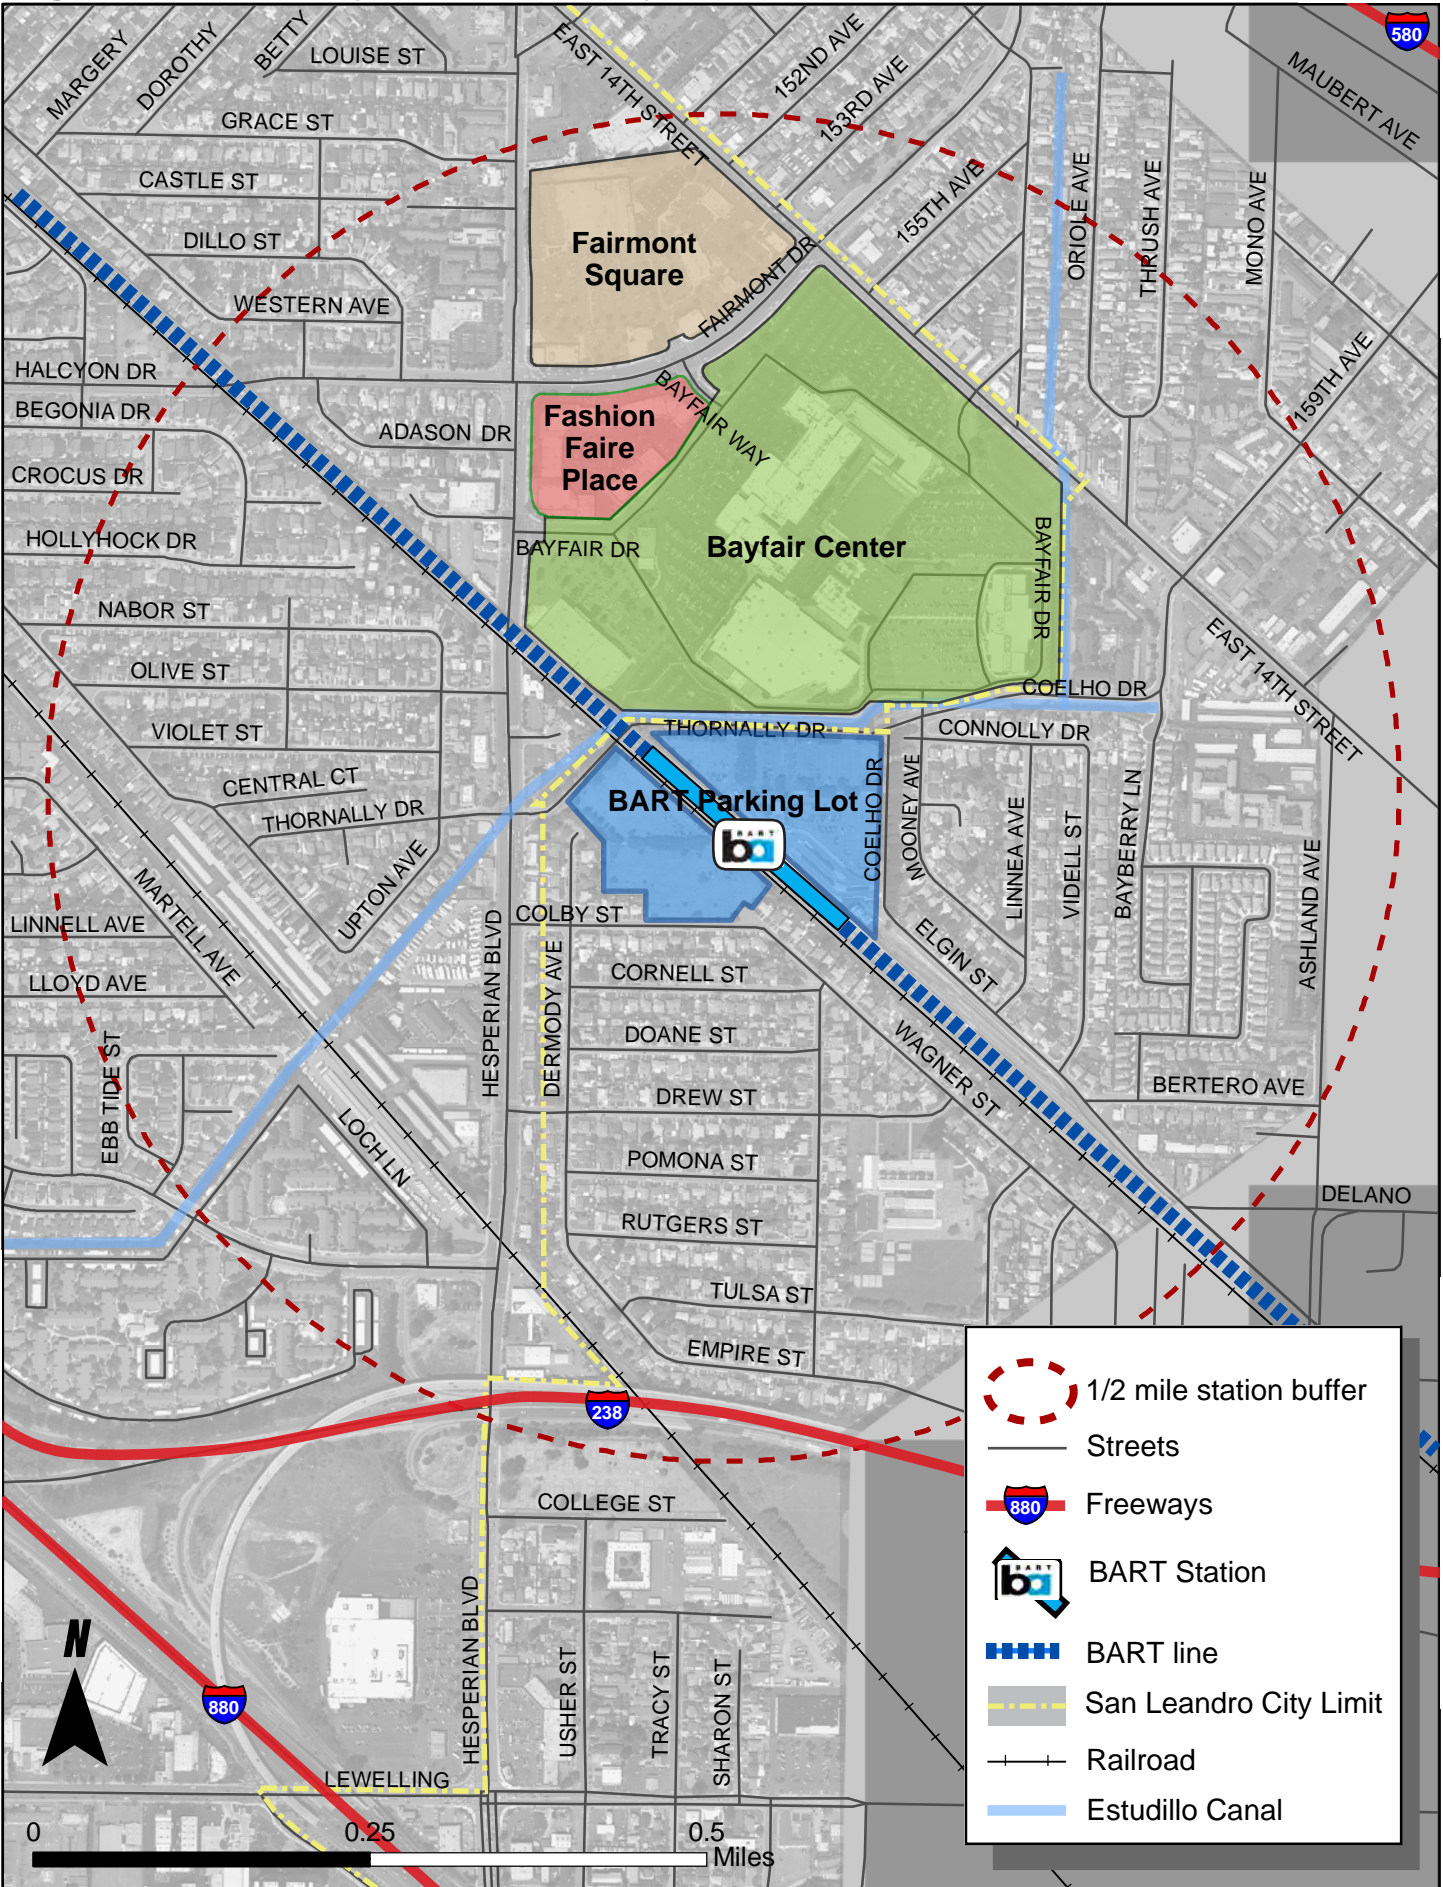 580
MARGERY
DOROTHY
BETTY
LOUISE ST
EAST 14TH STREET
152ND AVE
153RD AVE
MAUBERT AVE
GRACE ST
CASTLE ST
155TH AVE
ORIOLE AVE
THRUSH AVE
MONO AVE
DILLO ST
Fairmont
Square
FAIRMONT DR
WESTERN AVE
HALCYON DR
BEGONIA DR
ADASON DR
Fashion
Faire
Place
BAYFAIR WAY
159TH AVE
CROCUS DR
HOLLYHOCK DR
BAYFAIR DR
Bayfair Center
BAYFAIR DR
NABOR ST
OLIVE ST
VIOLET ST
EAST 14TH STREET
COELHO DR
THORNALLY DR
CONNOLLY DR
CENTRAL CT
THORNALLY DR
BART Parking Lot
BART
ba
COELHO DR
MOONEY AVE
LINNEA AVE
VIDELL ST
BAYBERRY LN
ASHLAND AVE
UPTON AVE
MARTELL AVE
LINNELL AVE
LLOYD AVE
COLBY ST
HESPERIAN BLVD
DERMODY AVE
CORNELL ST
ELGIN ST
DOANE ST
WAGNER ST
EBB TIDE ST
DREW ST
BERTERO AVE
LOCH LN
POMONA ST
RUTGERS ST
DELANO
TULSA ST
EMPIRE ST
238
COLLEGE ST
HESPERIAN BLVD
USHER ST
TRACY ST
SHARON ST
N
880
LEWELLING
0
0.25
0.5
Miles
1/2 mile station buffer
Streets
880
Freeways
BART
ba
BART Station
BART line
San Leandro City Limit
Railroad
Estudillo Canal